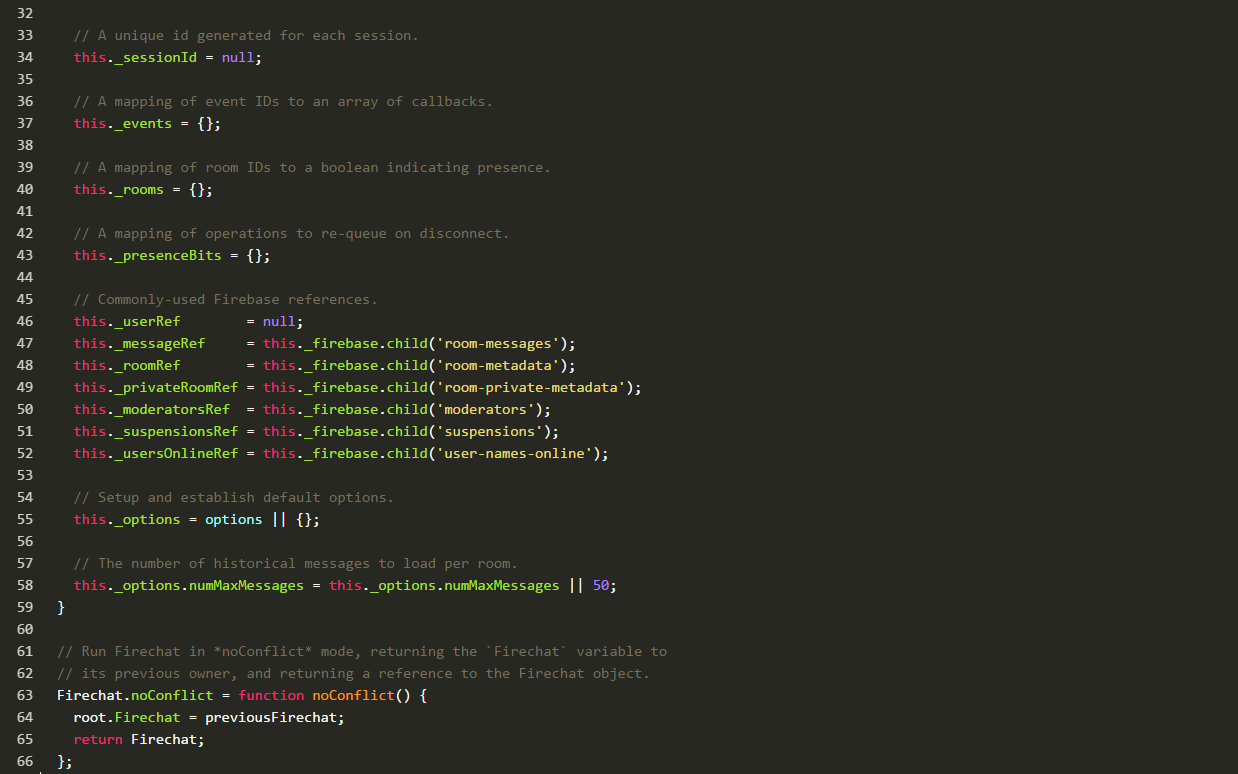 32
33 // A unique id generated for each session.
34 this._sessionId = null;
35
36 // A mapping of event IDs to an array of callbacks.
37 this._events = {};
38
39 // A mapping of room IDs to a boolean indicating presence.
40 this._rooms = {};
41
42 // A mapping of operations to re-queue on disconnect.
43 this._presenceBits = {};
44
45 // Commonly-used Firebase references.
46 this._userRef        = null;
47 this._messageRef     = this._firebase.child('room-messages');
48 this._roomRef        = this._firebase.child('room-metadata');
49 this._privateRoomRef = this._firebase.child('room-private-metadata');
50 this._moderatorsRef  = this._firebase.child('moderators');
51 this._suspensionsRef = this._firebase.child('suspensions');
52 this._usersOnlineRef = this._firebase.child('user-names-online');
53
54 // Setup and establish default options.
55 this._options = options || {};
56
57 // The number of historical messages to load per room.
58 this._options.numMaxMessages = this._options.numMaxMessages || 50;
59 }
60
61 // Run Firechat in *noConflict* mode, returning the `Firechat` variable to
62 // its previous owner, and returning a reference to the Firechat object.
63 Firechat.noConflict = function noConflict() {
64 root.Firechat = previousFirechat;
65 return Firechat;
66 };